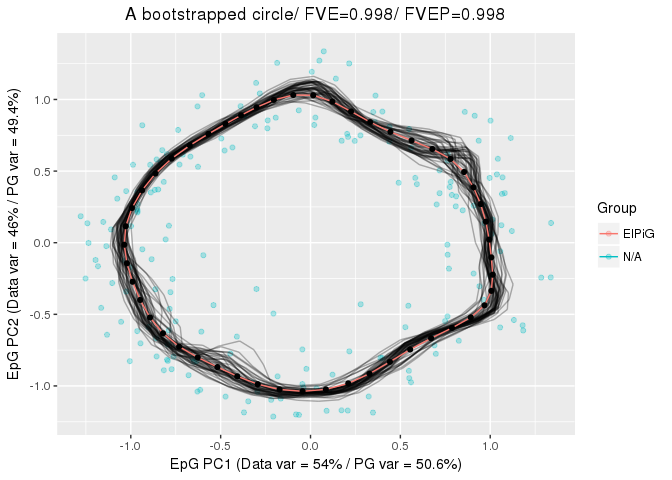 A bootstrapped circle/ FVE=0.998/ FVEP=0.998
EpG PC2 (Data var = 46% / PG var = 49.4%)
1.0
0.5
0.0
-0.5
-1.0
-1.0 -0.5 0.0 0.5 1.0
EpG PC1 (Data var = 54% / PG var = 50.6%)
Group
ElPiG
N/A